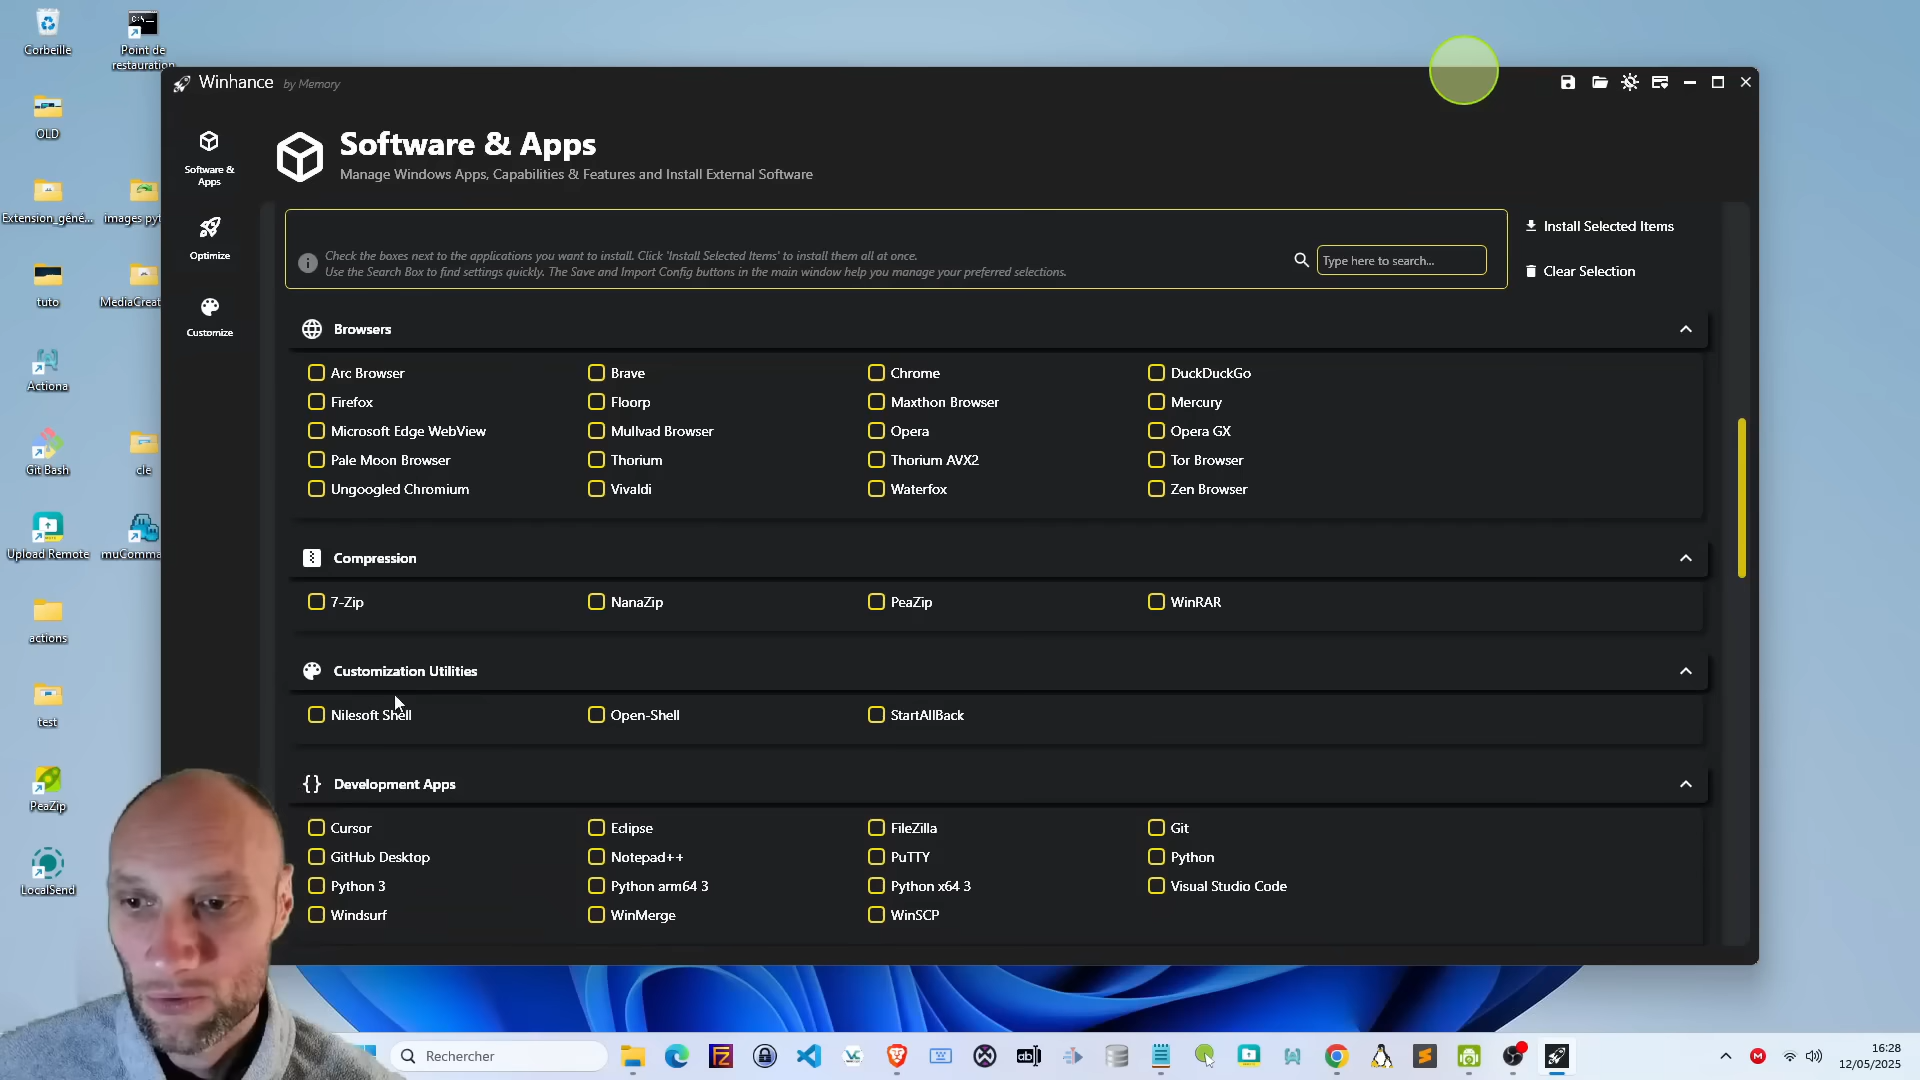 Corbeille
Point de
restauration
OLD
Extension_géné...
images pyt
tuto
MediaCreat
Actiona
Git Bash
cle
Upload Remote
muComma
actions
test
PeaZip
LocalSend
Winhance by Memory
Software &
Apps
Optimize
Customize
Software & Apps
Manage Windows Apps, Capabilities & Features and Install External Software
Check the boxes next to the applications you want to install. Click 'Install Selected Items' to install them all at once.
Use the Search Box to find settings quickly. The Save and Import Config buttons in the main window help you manage your preferred selections.
Type here to search...
Install Selected Items
Clear Selection
Browsers
Arc Browser Brave Chrome DuckDuckGo
Firefox Floorp Maxthon Browser Mercury
Microsoft Edge WebView Mullvad Browser Opera Opera GX
Pale Moon Browser Thorium Thorium AVX2 Tor Browser
Ungoogled Chromium Vivaldi Waterfox Zen Browser
Compression
7-Zip NanaZip PeaZip WinRAR
Customization Utilities
Nilesoft Shell Open-Shell StartAllBack
{} Development Apps
Cursor Eclipse FileZilla Git
GitHub Desktop Notepad++ PuTTY Python
Python 3 Python arm64 3 Python x64 3 Visual Studio Code
Windsurf WinMerge WinSCP
Rechercher
16:28
12/05/2025